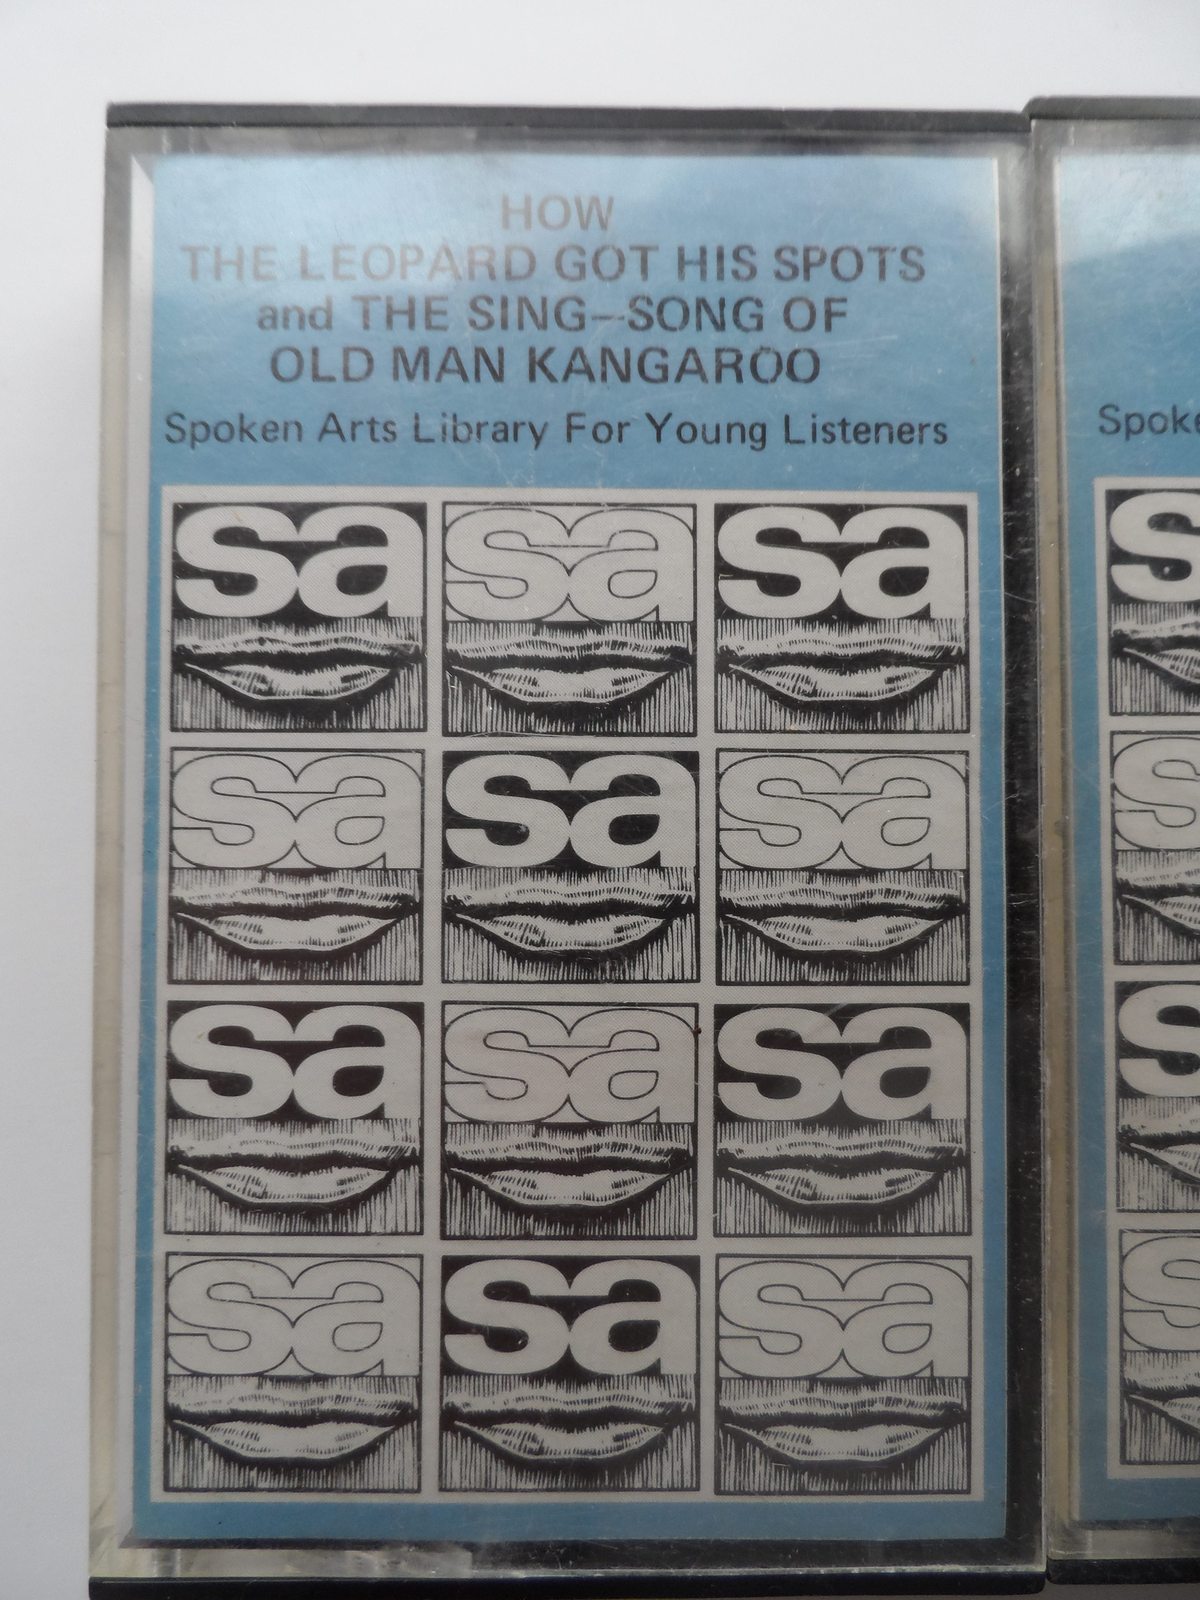 HOW
THE LEOPARD GOT HIS SPOTS
and THE SING—SONG OF
OLD MAN KANGAROO
Spoken Arts Library For Young Listeners
sa sa sa
sa sa sa
sa sa sa
sa sa sa